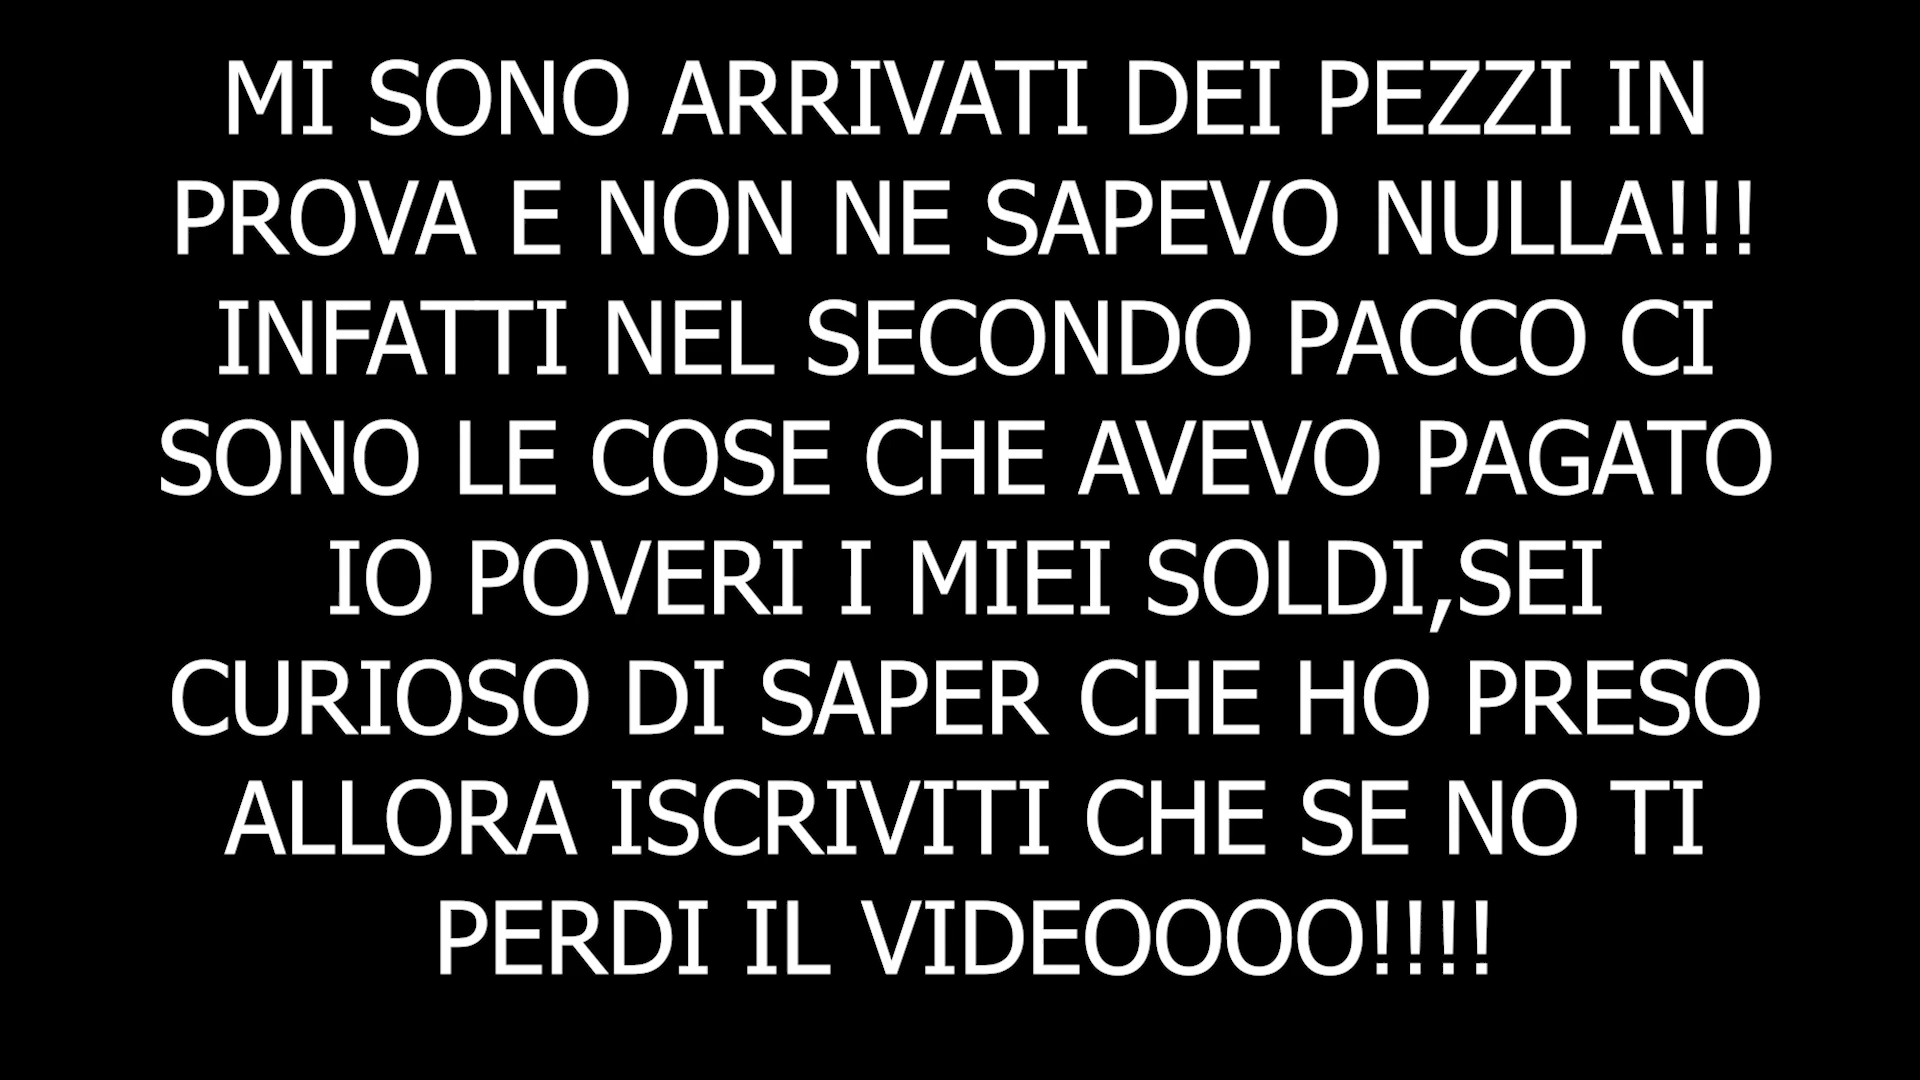 MI SONO ARRIVATI DEI PEZZI IN
PROVA E NON NE SAPEVO NULLA!!!
INFATTI NEL SECONDO PACCO CI
SONO LE COSE CHE AVEVO PAGATO
IO POVERI I MIEI SOLDI,SEI
CURIOSO DI SAPER CHE HO PRESO
ALLORA ISCRIVITI CHE SE NO TI
PERDI IL VIDEOOOO!!!!